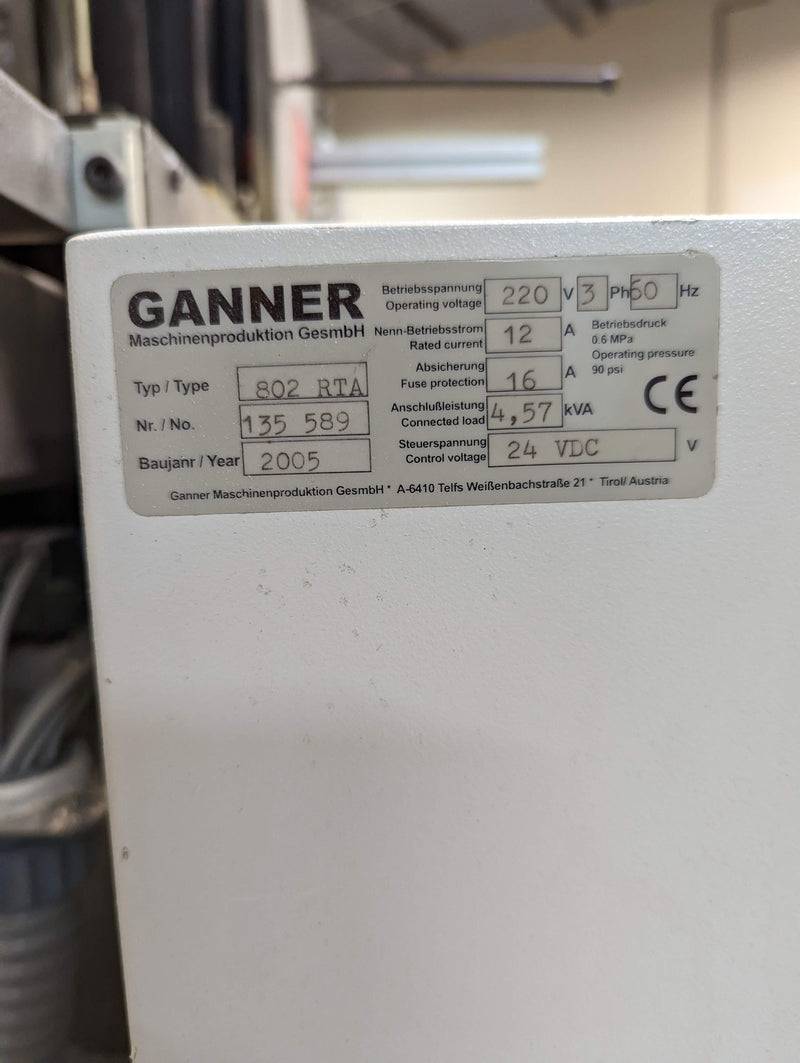 GANNER
Maschinenproduktion GesmbH
Typ / Type 802 RTA
Nr. / No. 135 589
Baujanr / Year 2005
Betriebsspannung
Operating voltage 220 V 3 Ph 60 Hz
Nenn-Betriebsstrom
Rated current 12 A
Absicherung
Fuse protection 16 A
Anschlußleistung
Connected load 4,57 kVA
Steuerspannung
Control voltage 24 VDC V
Betriebsdruck
0.6 MPa
Operating pressure
90 psi
CE
Ganner Maschinenproduktion GesmbH * A-6410 Telfs Weißenbachstraße 21 * Tirol/ Austria